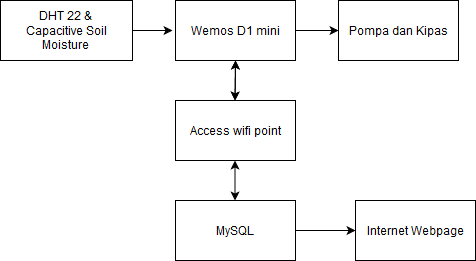 DHT 22 &
Capacitive Soil
Moisture
Wemos D1 mini
Pompa dan Kipas
Access wifi point
MySQL
Internet Webpage